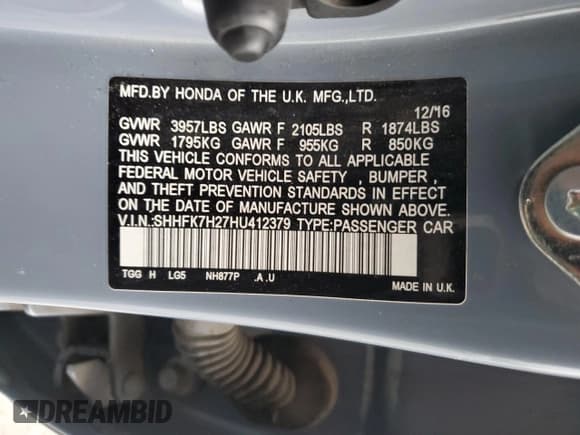 MFD.BY HONDA OF THE U.K. MFG.,LTD.
12/16
GVWR 3957LBS GAWR F 2105LBS R 1874LBS
GVWR 1795KG GAWR F 955KG R 850KG
THIS VEHICLE CONFORMS TO ALL APPLICABLE
FEDERAL MOTOR VEHICLE SAFETY , BUMPER ,
AND THEFT PREVENTION STANDARDS IN EFFECT
ON THE DATE OF MANUFACTURE SHOWN ABOVE.
V.I.N.:SHHFK7H27HU412379 TYPE:PASSENGER CAR
TGG H LG5 NH877P .A .U
MADE IN U.K.
DREAMBID